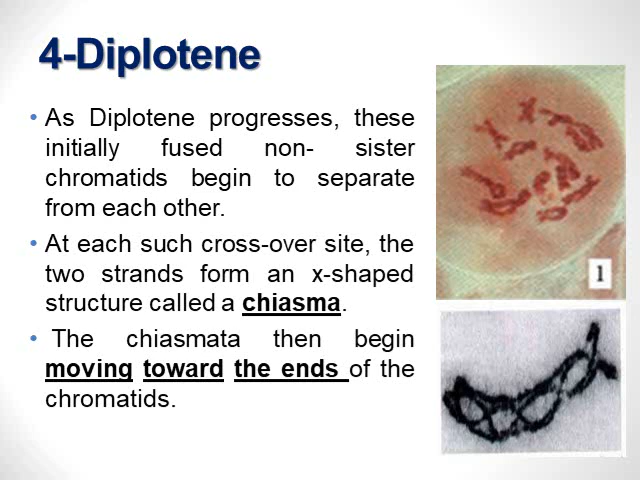 4-Diplotene
• As Diplotene progresses, these
initially fused non- sister
chromatids begin to separate
from each other.
• At each such cross-over site, the
two strands form an x-shaped
structure called a chiasma.
• The chiasmata then begin
moving toward the ends of the
chromatids.
1